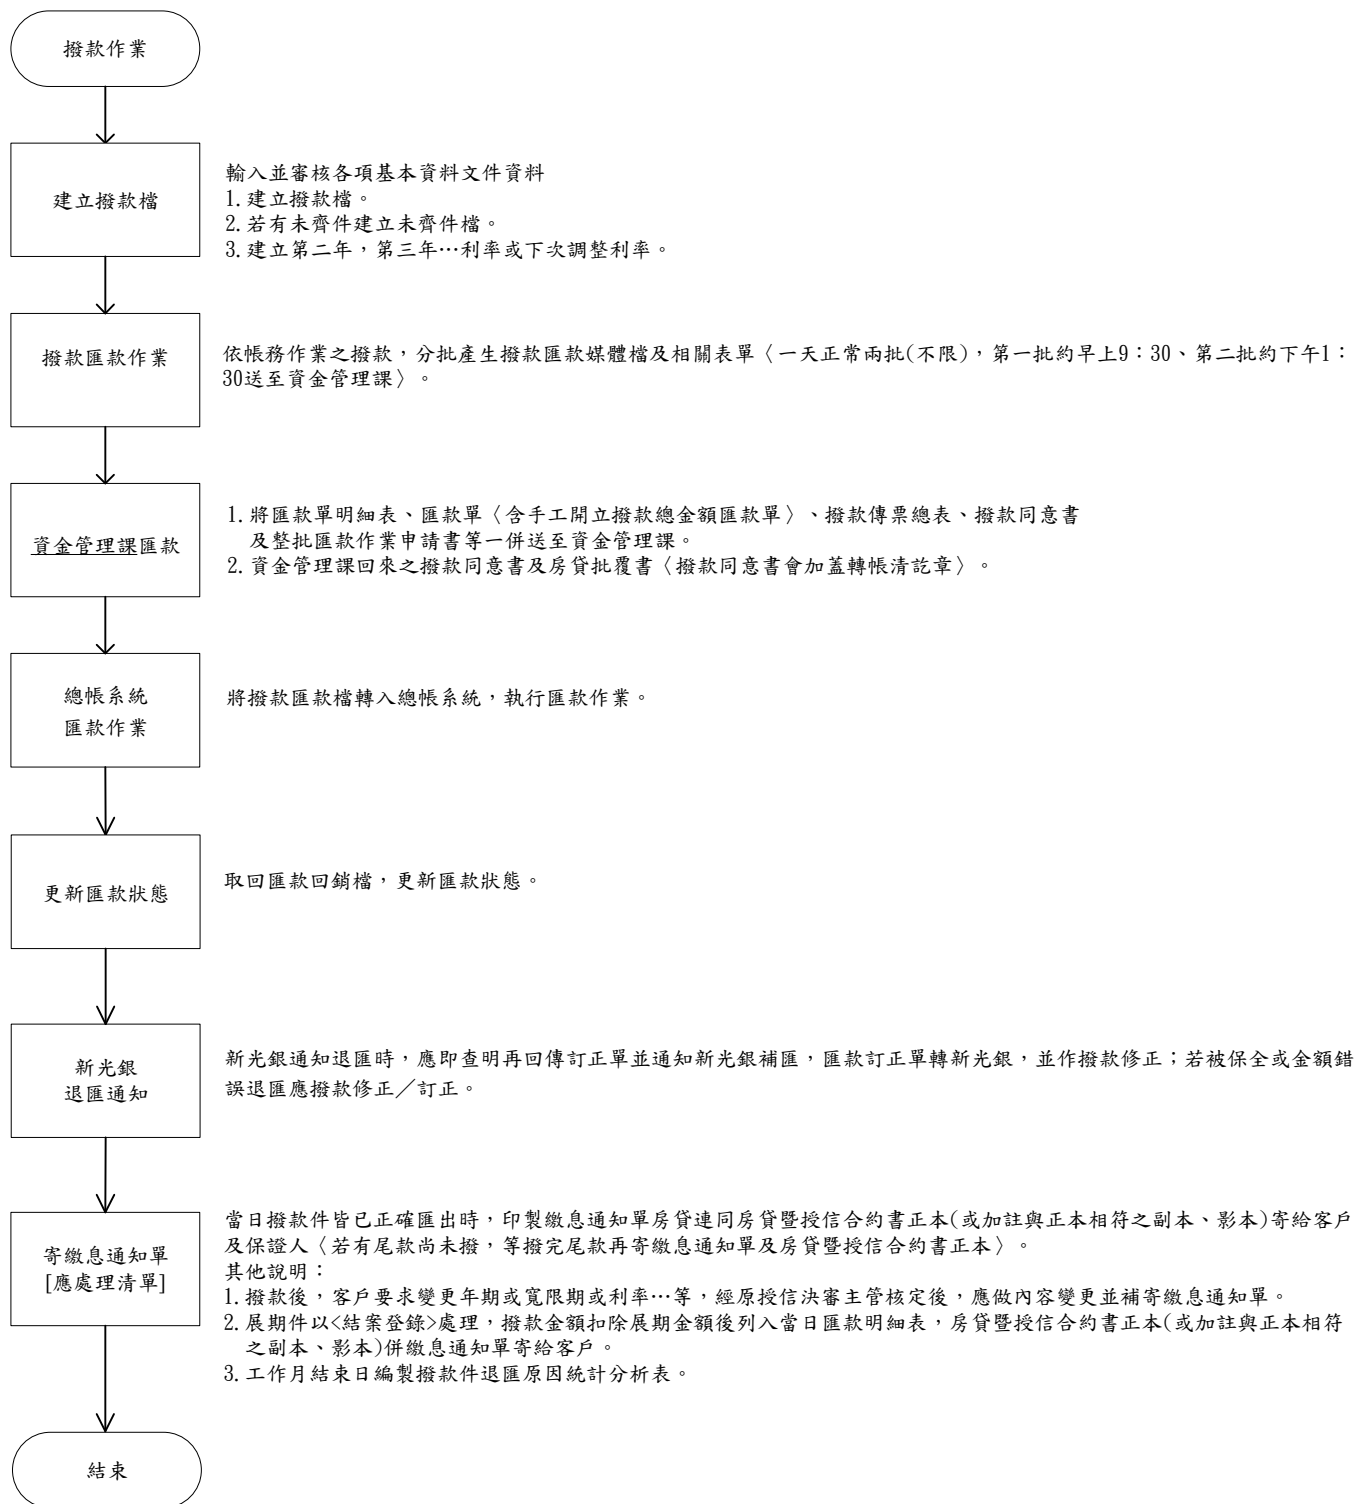 撥款作業
建立撥款檔
輸入並審核各項基本資料文件資料
1.建立撥款檔。
2.若有未齊件建立未齊件檔。
3.建立第二年，第三年…利率或下次調整利率。
撥款匯款作業
依帳務作業之撥款，分批產生撥款匯款媒體檔及相關表單〈一天正常兩批(不限)，第一批約早上9：30、第二批約下午1：
30送至資金管理課〉。
資金管理課匯款
1.將匯款單明細表、匯款單〈含手工開立撥款總金額匯款單〉、撥款傳票總表、撥款同意書
及整批匯款作業申請書等一併送至資金管理課。
2.資金管理課回來之撥款同意書及房貸批覆書〈撥款同意書會加蓋轉帳清訖章〉。
總帳系統
匯款作業
將撥款匯款檔轉入總帳系統，執行匯款作業。
更新匯款狀態
取回匯款回銷檔，更新匯款狀態。
新光銀
退匯通知
新光銀通知退匯時，應即查明再回傳訂正單並通知新光銀補匯，匯款訂正單轉新光銀，並作撥款修正；若被保全或金額錯
誤退匯應撥款修正／訂正。
寄繳息通知單
[應處理清單]
當日撥款件皆已正確匯出時，印製繳息通知單房貸連同房貸暨授信合約書正本(或加註與正本相符之副本、影本)寄給客戶
及保證人〈若有尾款尚未撥，等撥完尾款再寄繳息通知單及房貸暨授信合約書正本〉。
其他說明：
1.撥款後，客戶要求變更年期或寬限期或利率…等，經原授信決審主管核定後，應做內容變更並補寄繳息通知單。
2.展期件以<結案登錄>處理，撥款金額扣除展期金額後列入當日匯款明細表，房貸暨授信合約書正本(或加註與正本相符
之副本、影本)併繳息通知單寄給客戶。
3.工作月結束日編製撥款件退匯原因統計分析表。
結束